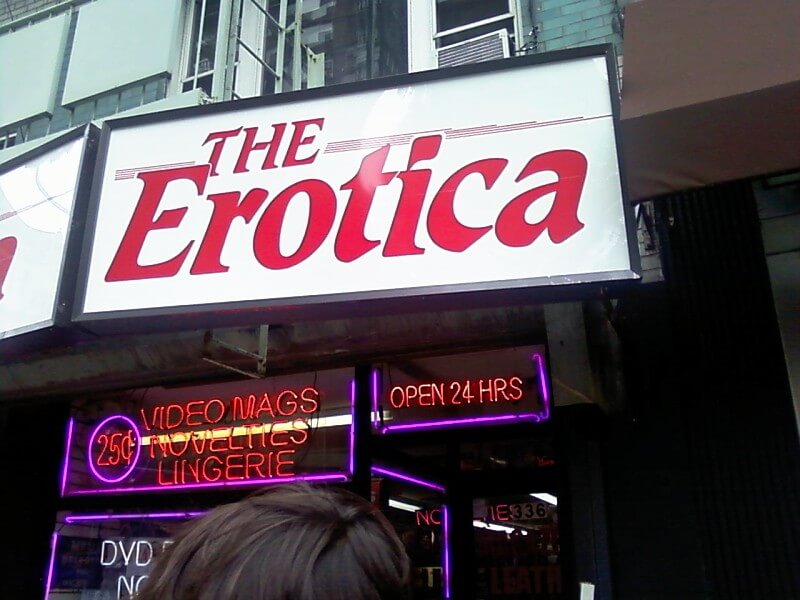 THE
Erotica
25¢
VIDEO MAGS
NOVELTIES
LINGERIE
OPEN 24 HRS
DVD
336